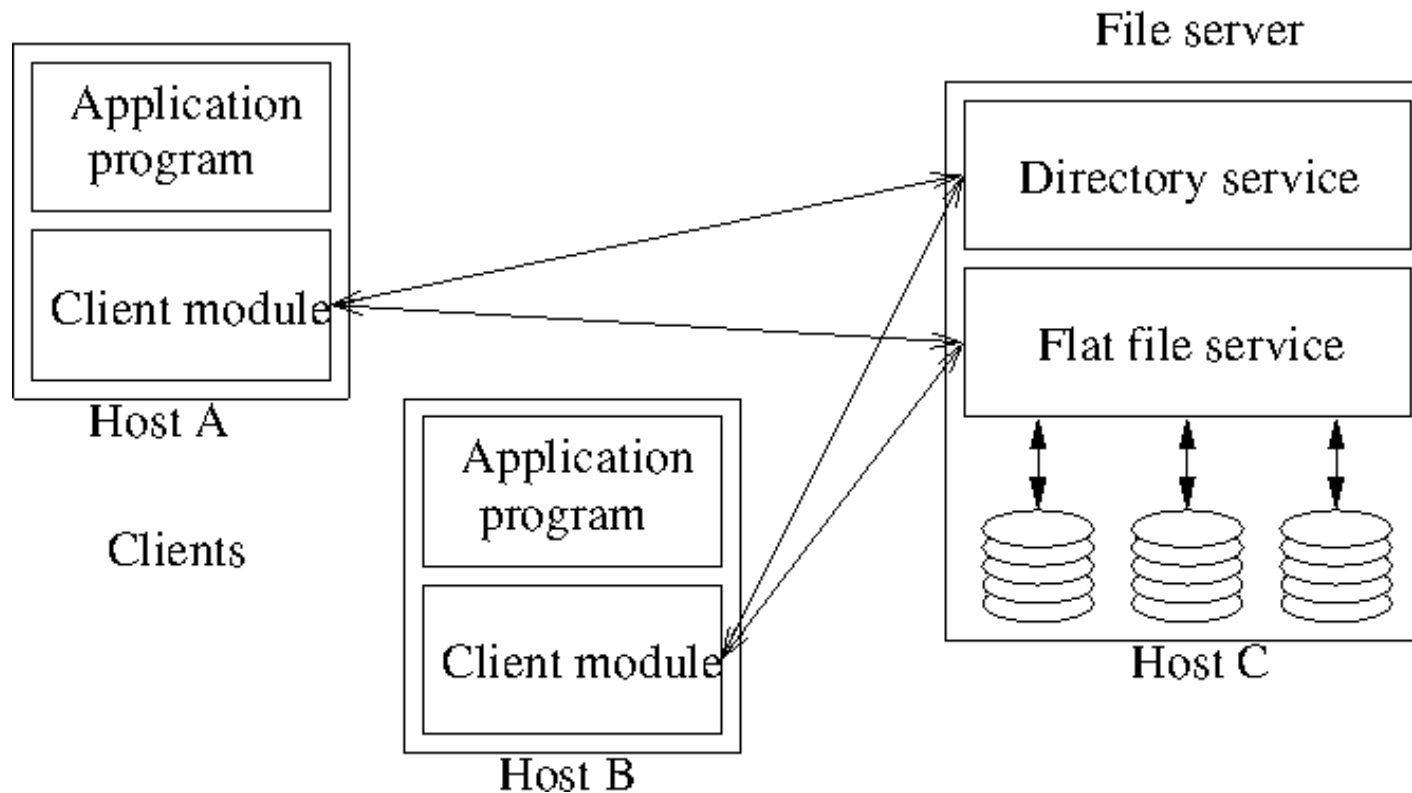 File server
Application
program
Directory service
Client module
Flat file service
Host A
Application
program
Clients
Client module
Host C
Host B